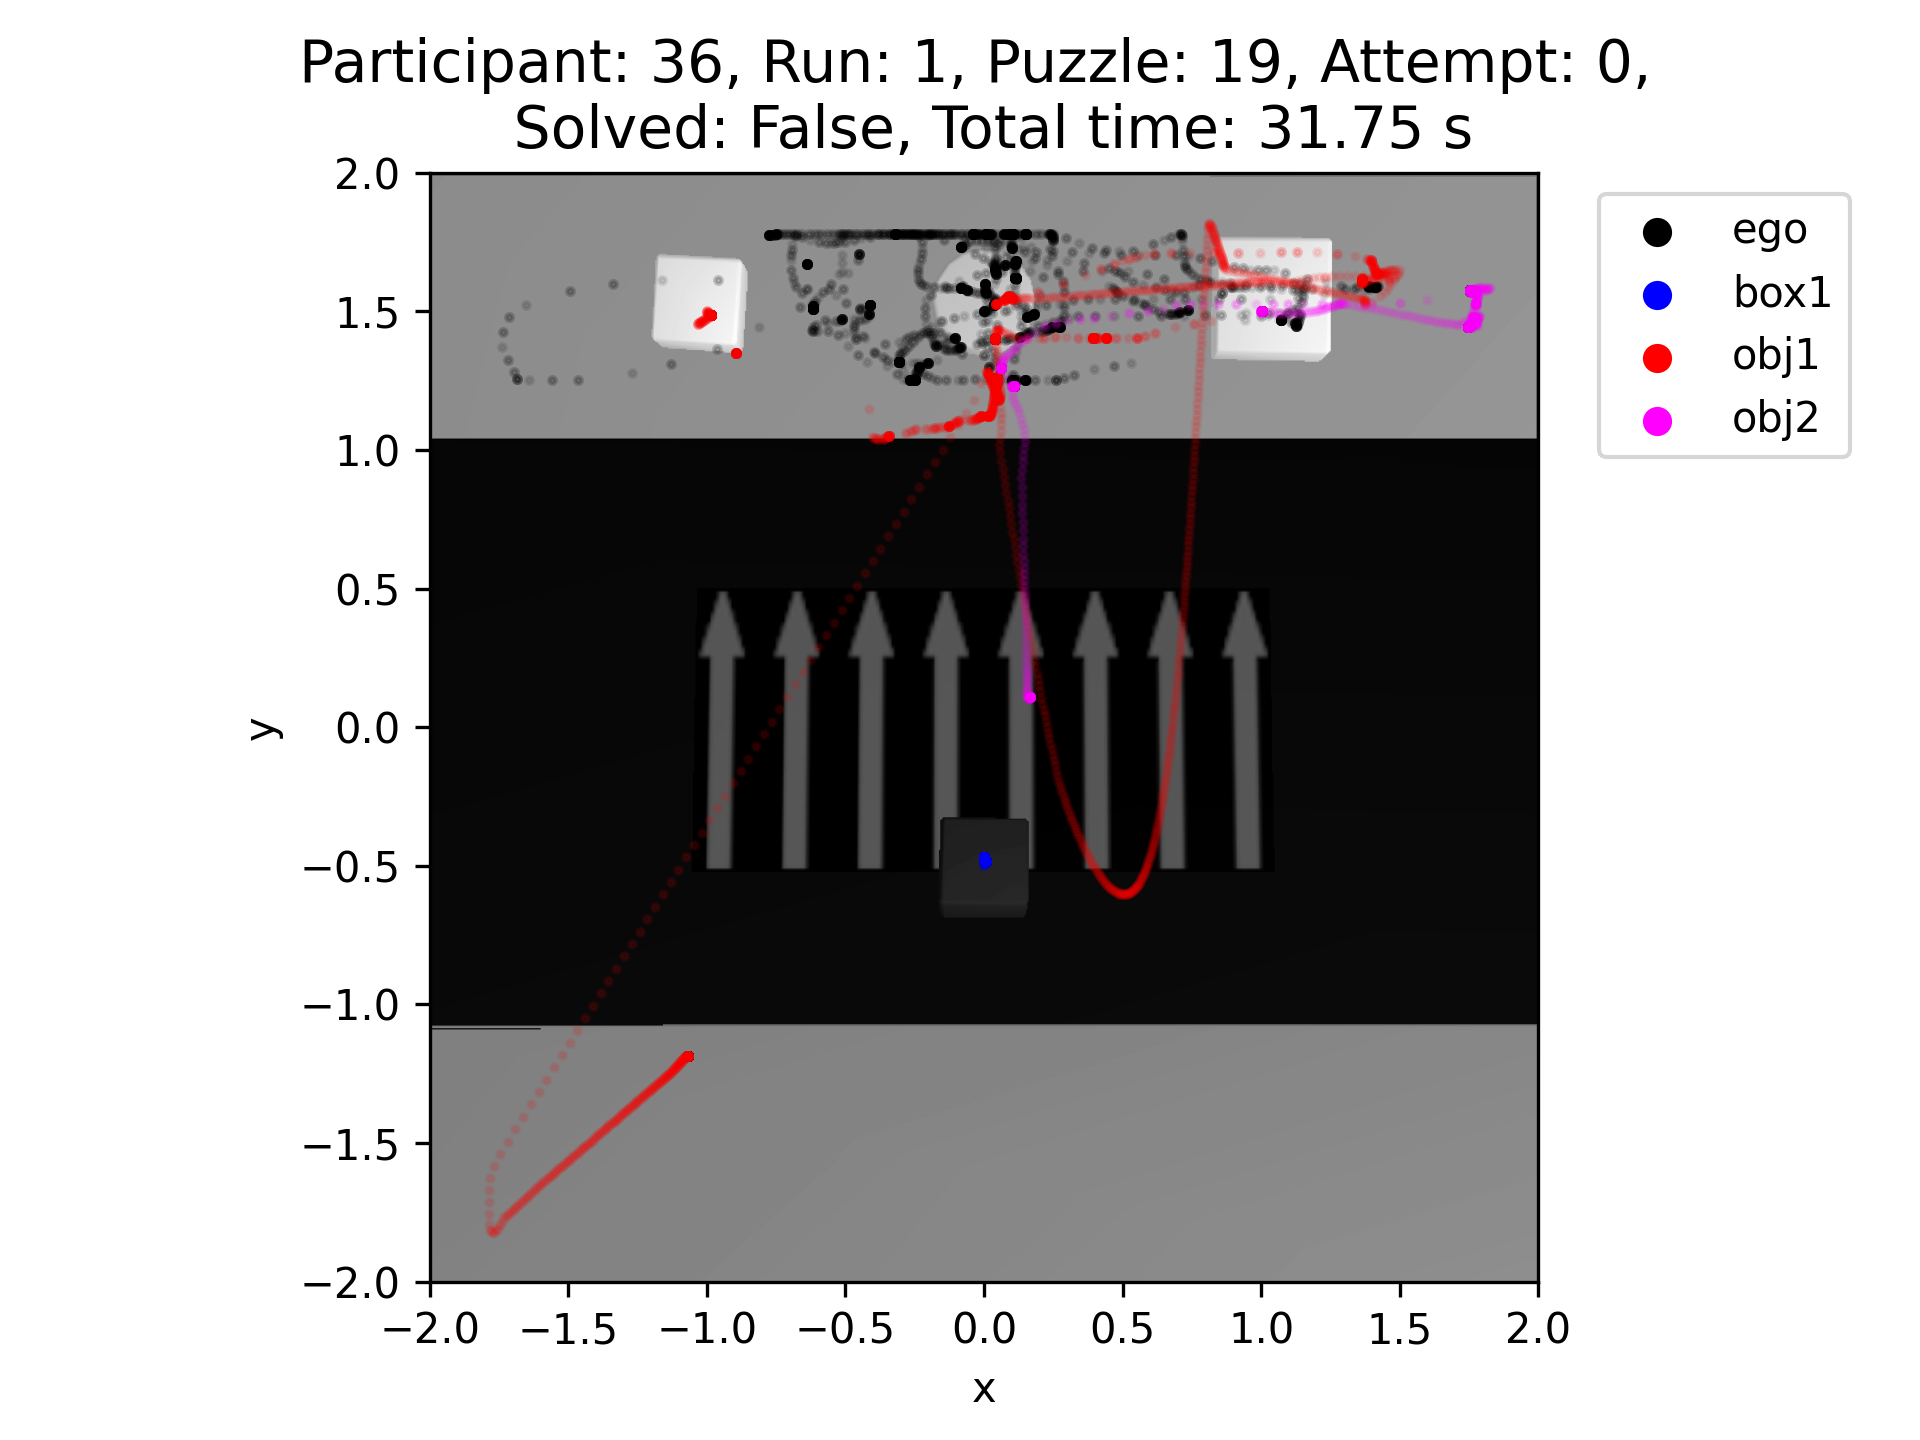 Participant: 36, Run: 1, Puzzle: 19, Attempt: 0,
Solved: False, Total time: 31.75 s
2.0
1.5
1.0
0.5
0.0
−0.5
−1.0
−1.5
−2.0
y
−2.0 −1.5 −1.0 −0.5 0.0 0.5 1.0 1.5 2.0
x
ego
box1
obj1
obj2